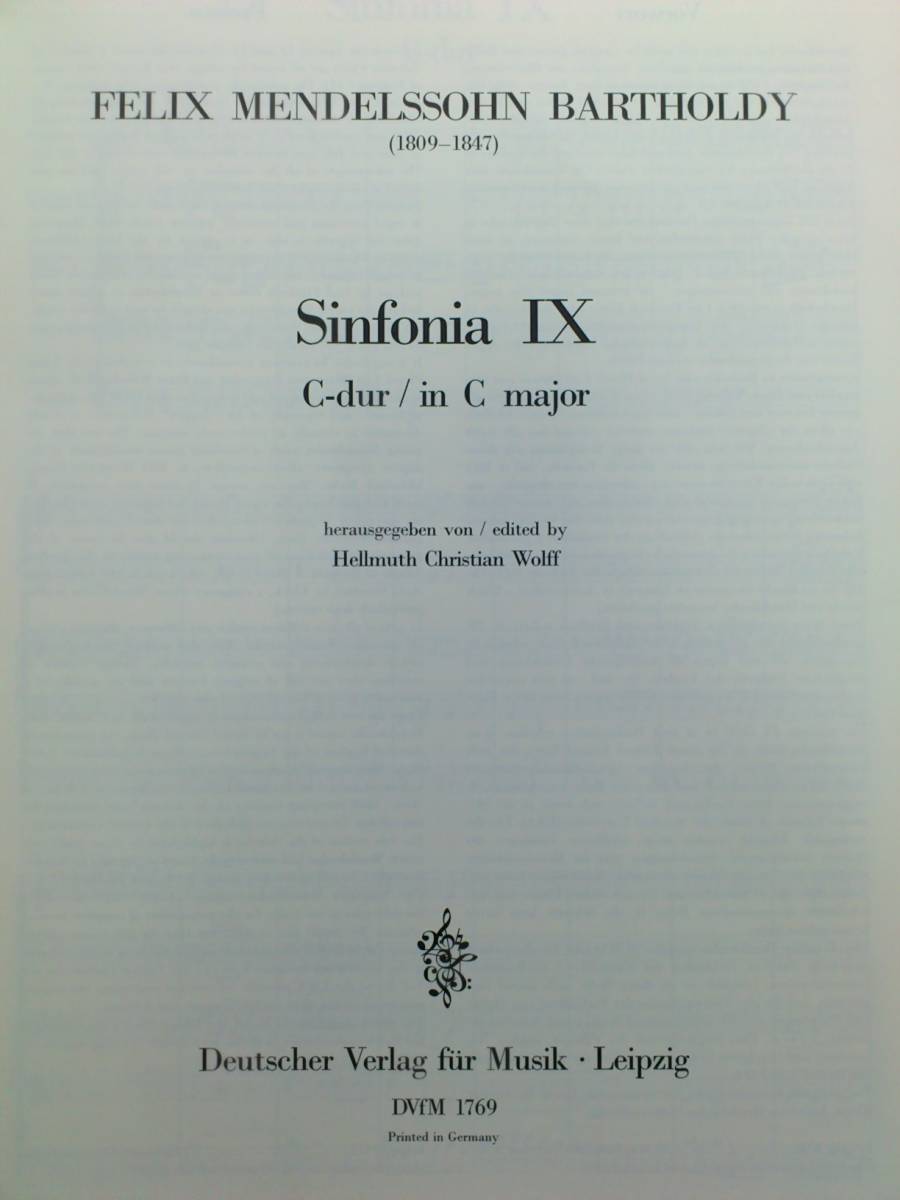 FELIX MENDELSSOHN BARTHOLDY
(1809–1847)
Sinfonia IX
C-dur / in C major
herausgegeben von / edited by
Hellmuth Christian Wolff
Deutscher Verlag für Musik · Leipzig
DVfM 1769
Printed in Germany